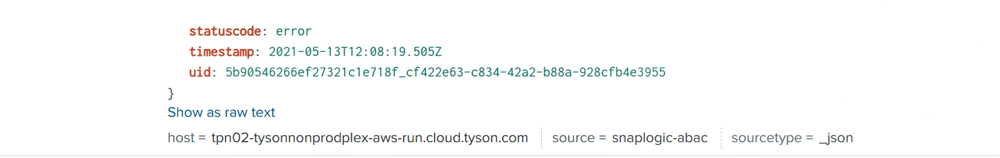 statuscode: error
timestamp: 2021-05-13T12:08:19.505Z
uid: 5b90546266ef27321c1e718f_cf422e63-c834-42a2-b88a-928cfb4e3955
}
Show as raw text
host = tpn02-tysonnonprodplex-aws-run.cloud.tyson.com source = snaplogic-abac sourcetype = _json